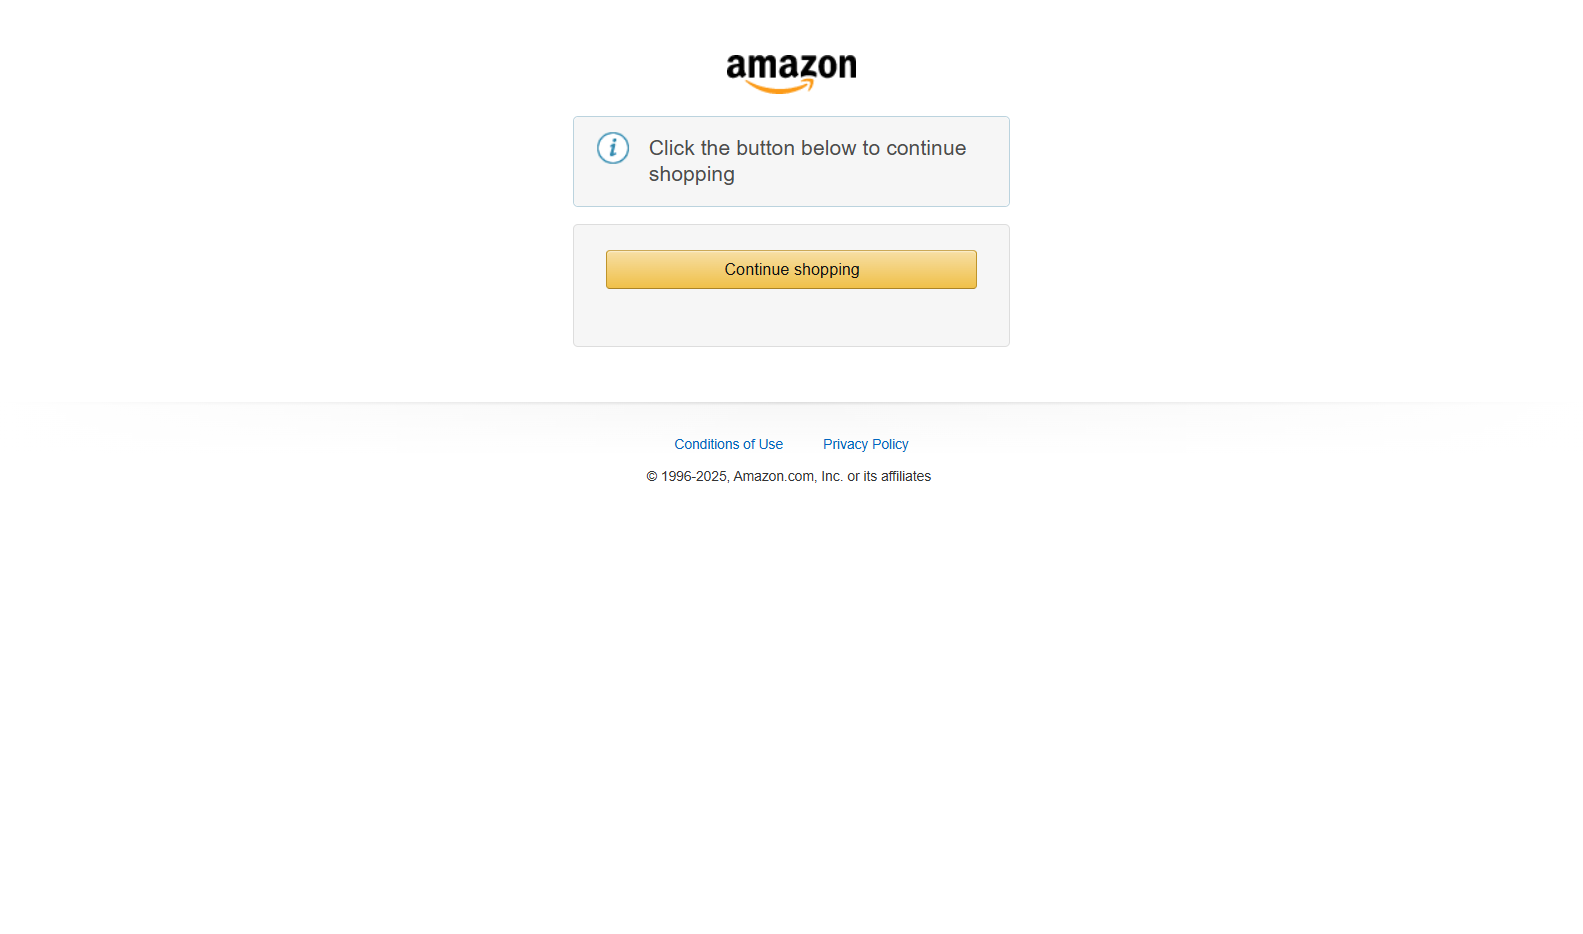 amazon
Click the button below to continue
shopping
Continue shopping
Conditions of Use Privacy Policy
© 1996-2025, Amazon.com, Inc. or its affiliates